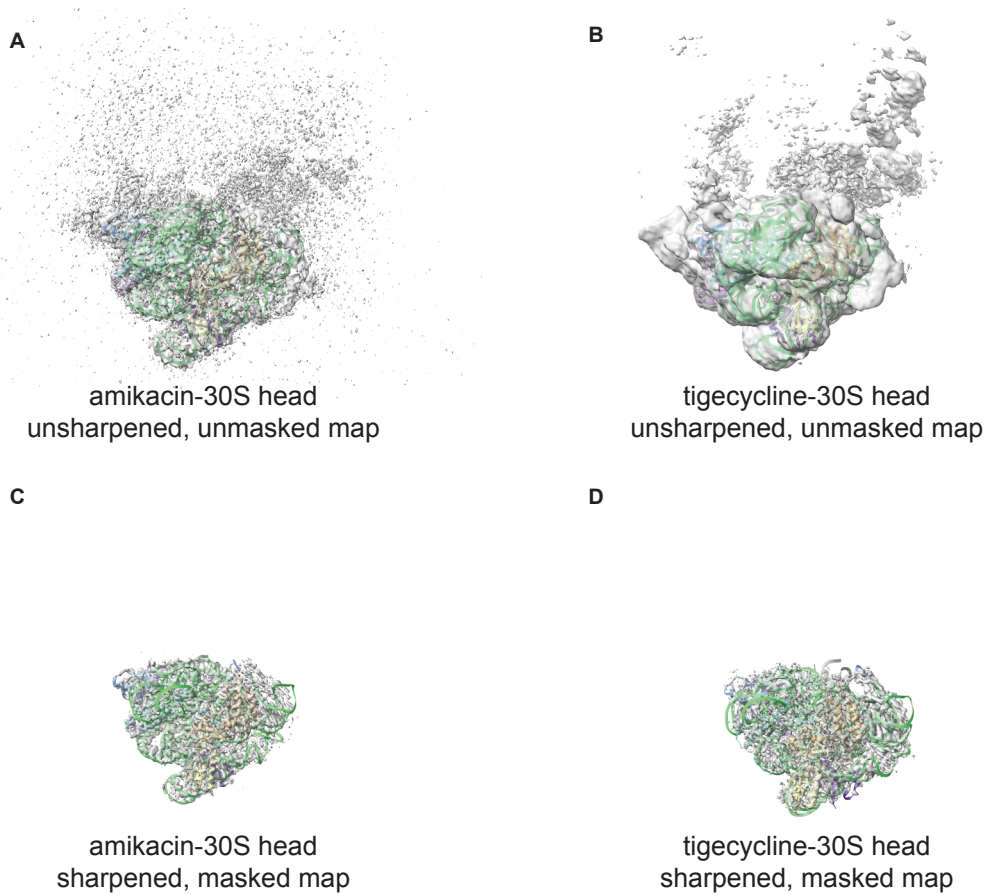 A
B
amikacin-30S head
unsharpened, unmasked map
tigecycline-30S head
unsharpened, unmasked map
C
D
amikacin-30S head
sharpened, masked map
tigecycline-30S head
sharpened, masked map